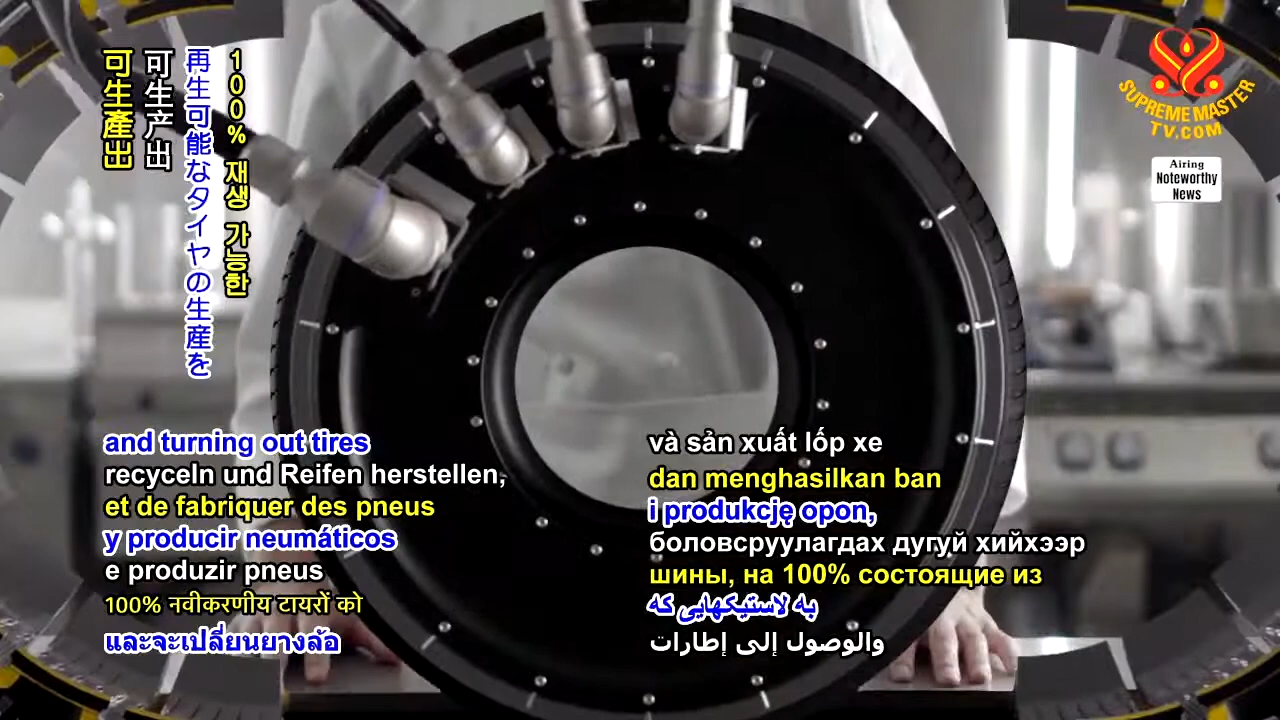 可生產出
可生产出
再生可能なタイヤの生産を
100% 재생 가능한
SUPREME MASTER
TV.COM
Airing
Noteworthy
News
and turning out tires
recyceln und Reifen herstellen,
et de fabriquer des pneus
y producir neumáticos
e produzir pneus
100% नवीकरणीय टायरों को
และจะเปลี่ยนยางล้อ
và sản xuất lốp xe
dan menghasilkan ban
i produkcję opon,
боловсруулагдах дугуй хийхээр
шины, на 100% состоящие из
به لاستیکهایی که
والوصول إلى إطارات